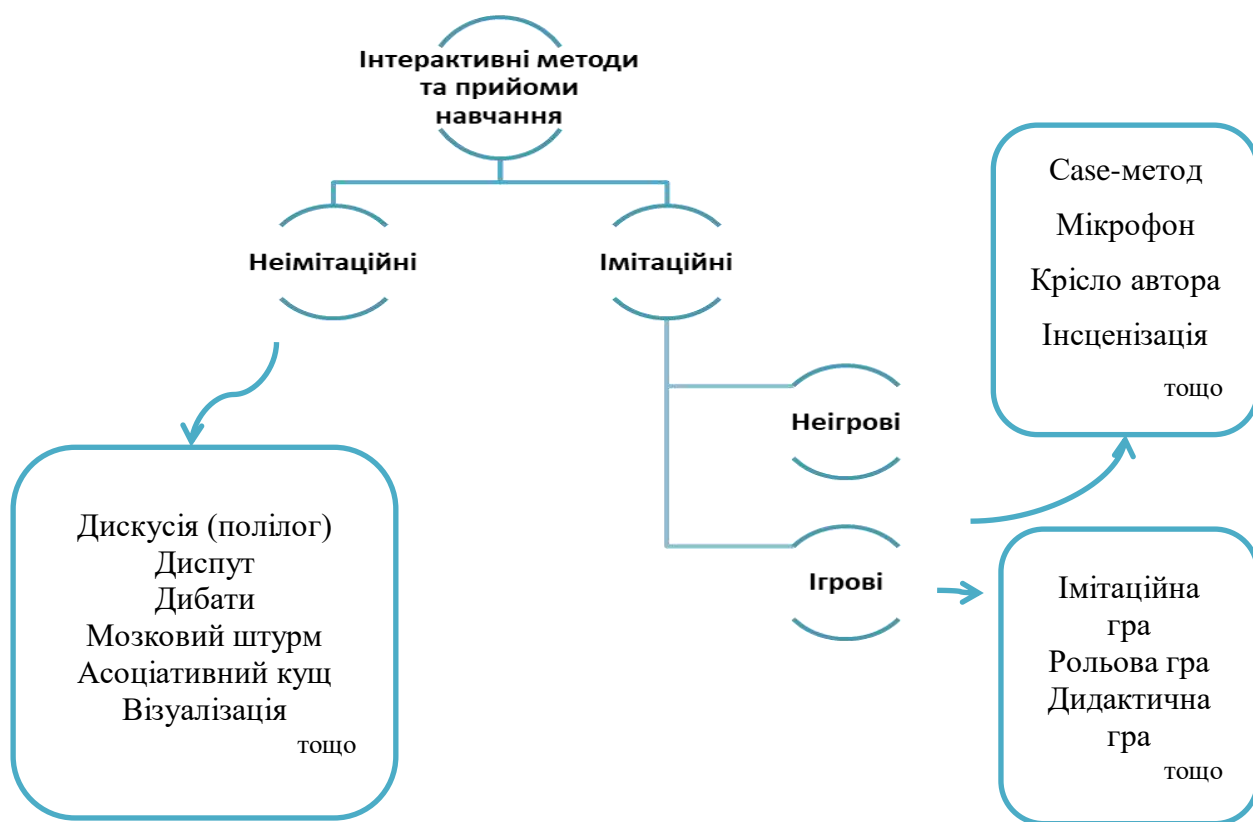 Інтерактивні методи
та прийоми
навчання
Неімітаційні
Імітаційні
Неігрові
Ігрові
Дискусія (полілог)
Диспут
Дибати
Мозковий штурм
Асоціативний кущ
Візуалізація
тощо
Case-метод
Мікрофон
Крісло автора
Інсценізація
тощо
Імітаційна
гра
Рольова гра
Дидактична
гра
тощо